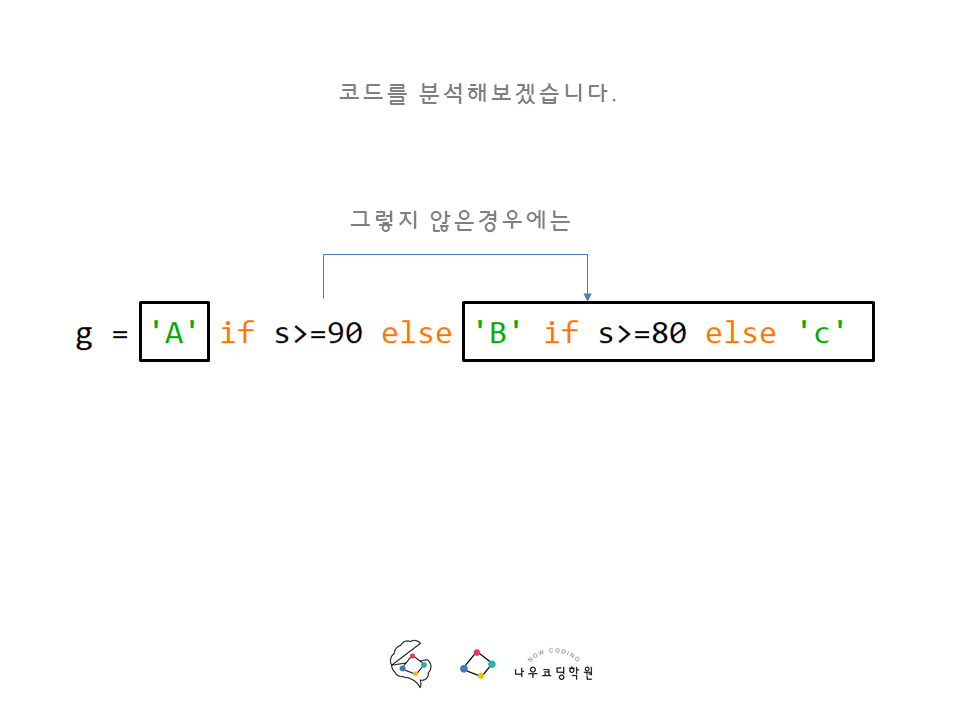 코드를 분석해보겠습니다.
그렇지 않은경우에는
g = 'A' if s>=90 else 'B' if s>=80 else 'c'
NOW CODING
나우코딩학원